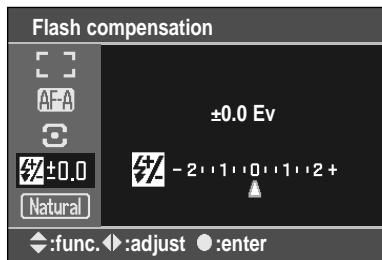 Flash compensation
AF-A
±0.0 Ev
±0.0
-2 1 0 1 2+
Natural
:func. :adjust :enter